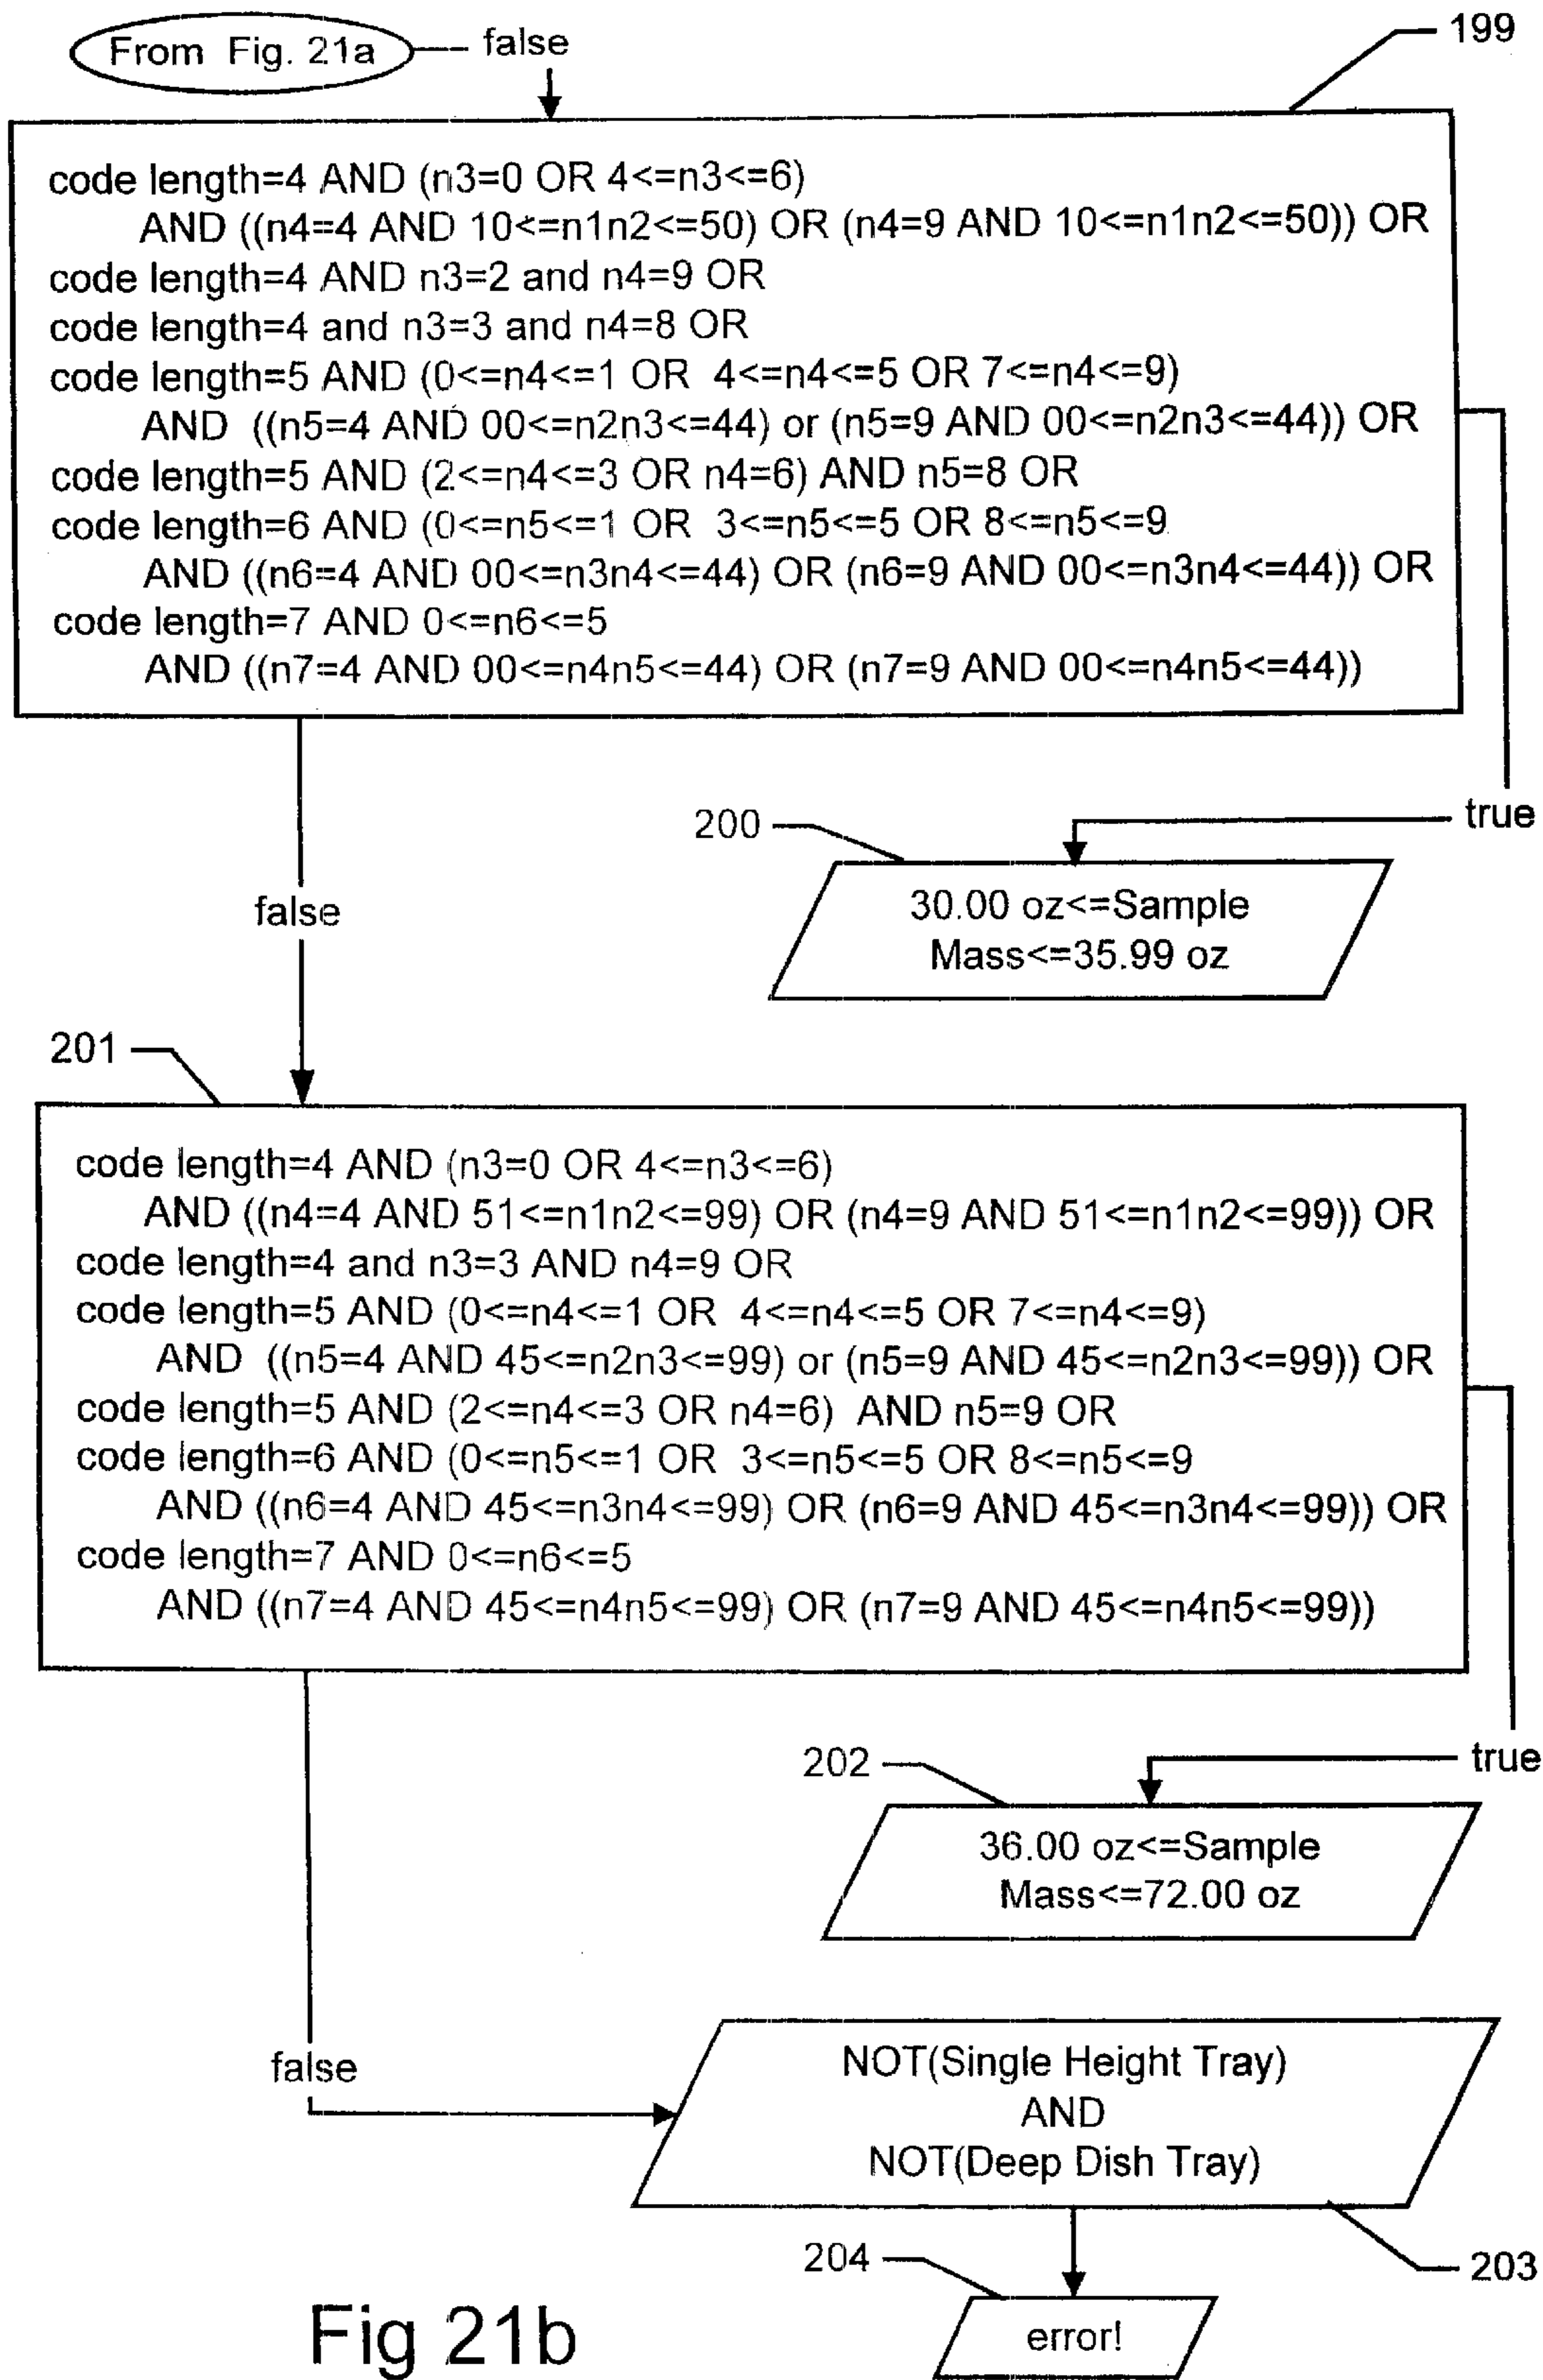 From Fig. 21a
false
199
code length=4 AND (n3=0 OR 4<=n3<=6)
AND ((n4=4 AND 10<=n1n2<=50) OR (n4=9 AND 10<=n1n2<=50)) OR
code length=4 AND n3=2 and n4=9 OR
code length=4 and n3=3 and n4=8 OR
code length=5 AND (0<=n4<=1 OR 4<=n4<=5 OR 7<=n4<=9)
AND ((n5=4 AND 00<=n2n3<=44) or (n5=9 AND 00<=n2n3<=44)) OR
code length=5 AND (2<=n4<=3 OR n4=6) AND n5=8 OR
code length=6 AND (0<=n5<=1 OR 3<=n5<=5 OR 8<=n5<=9
AND ((n6=4 AND 00<=n3n4<=44) OR (n6=9 AND 00<=n3n4<=44)) OR
code length=7 AND 0<=n6<=5
AND ((n7=4 AND 00<=n4n5<=44) OR (n7=9 AND 00<=n4n5<=44))
true
200
30.00 oz<=Sample
Mass<=35.99 oz
false
201
code length=4 AND (n3=0 OR 4<=n3<=6)
AND ((n4=4 AND 51<=n1n2<=99) OR (n4=9 AND 51<=n1n2<=99)) OR
code length=4 and n3=3 AND n4=9 OR
code length=5 AND (0<=n4<=1 OR 4<=n4<=5 OR 7<=n4<=9)
AND ((n5=4 AND 45<=n2n3<=99) or (n5=9 AND 45<=n2n3<=99)) OR
code length=5 AND (2<=n4<=3 OR n4=6) AND n5=9 OR
code length=6 AND (0<=n5<=1 OR 3<=n5<=5 OR 8<=n5<=9
AND ((n6=4 AND 45<=n3n4<=99) OR (n6=9 AND 45<=n3n4<=99)) OR
code length=7 AND 0<=n6<=5
AND ((n7=4 AND 45<=n4n5<=99) OR (n7=9 AND 45<=n4n5<=99))
true
202
36.00 oz<=Sample
Mass<=72.00 oz
false
NOT(Single Height Tray)
AND
NOT(Deep Dish Tray)
203
204
error!
Fig 21b